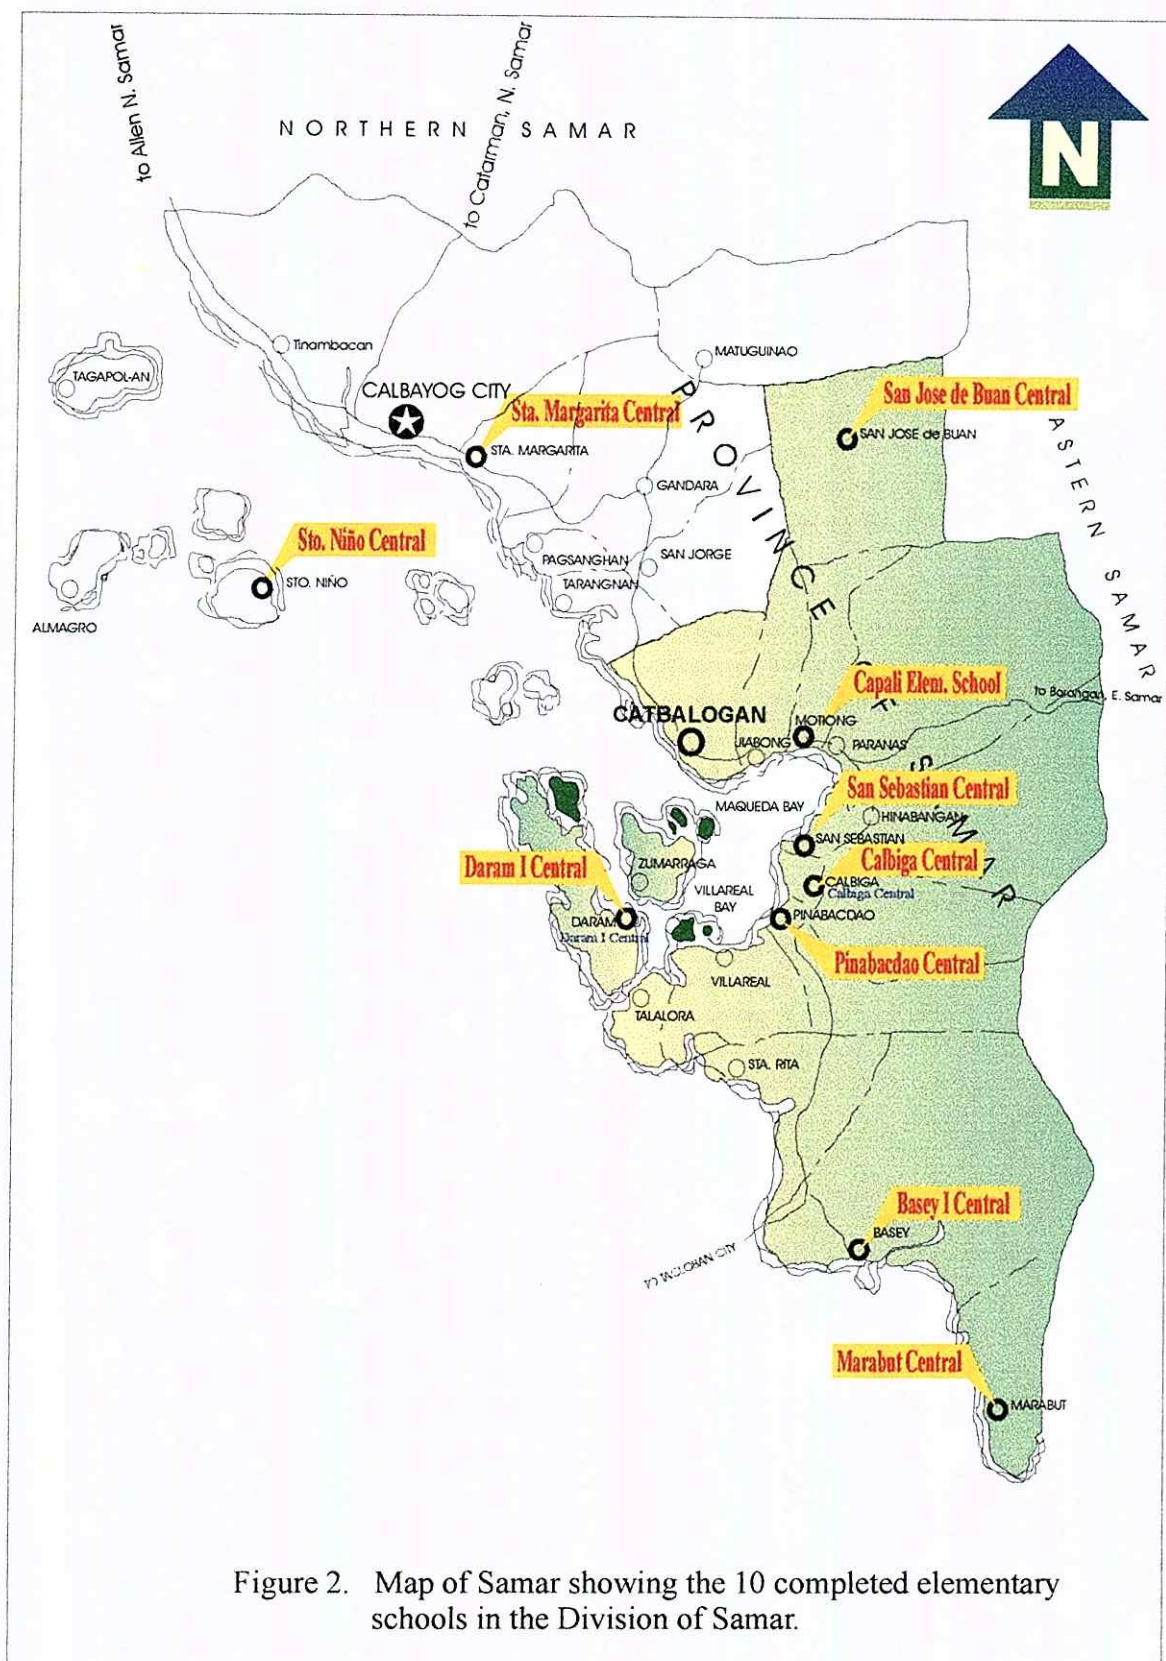 to Allen N. Samar
to Catarman, N. Samar
NORTHERN SAMAR
N
Tinambacan
MATUGUINAO
TAGAPOL-AN
CALBAYOG CITY
Sta. Margarita Central
San Jose de Buan Central
SAN JOSE de BUAN
STA. MARGARITA
PROVINCE
ASTERN SAMAR
GANDARA
Sto. Niño Central
PAGSANGHAN
SAN JORGE
STO. NIÑO
TARANGNAN
ALMAGRO
Capali Elem. School
to Borongan, E. Samar
CATBALOGAN
MOTIONG
JIABONG
PARANAS
San Sebastian Central
MAQUEDA BAY
HINABANGAN
SAN SEBASTIAN
Daram I Central
ZUMARRAGA
Calbiga Central
CALBIGA
Calbiga Central
VILLAREAL
BAY
DARAM
Daram I Central
PINABACDAO
Pinabacdao Central
VILLAREAL
TALALORA
STA. RITA
Basey I Central
BASEY
TO TACLOBAN CITY
Marabut Central
MARABUT
Figure 2. Map of Samar showing the 10 completed elementary
schools in the Division of Samar.